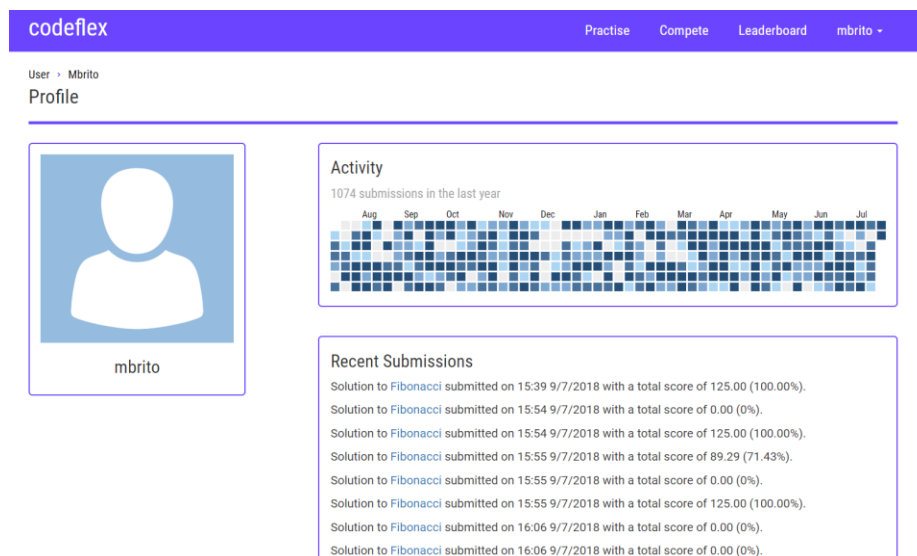 codeflex
Practise Compete Leaderboard mbrito
User › Mbrito
Profile
mbrito
Activity
1074 submissions in the last year
Aug Sep Oct Nov Dec Jan Feb Mar Apr May Jun Jul
Recent Submissions
Solution to Fibonacci submitted on 15:39 9/7/2018 with a total score of 125.00 (100.00%).
Solution to Fibonacci submitted on 15:54 9/7/2018 with a total score of 0.00 (0%).
Solution to Fibonacci submitted on 15:54 9/7/2018 with a total score of 125.00 (100.00%).
Solution to Fibonacci submitted on 15:55 9/7/2018 with a total score of 89.29 (71.43%).
Solution to Fibonacci submitted on 15:55 9/7/2018 with a total score of 0.00 (0%).
Solution to Fibonacci submitted on 15:55 9/7/2018 with a total score of 125.00 (100.00%).
Solution to Fibonacci submitted on 16:06 9/7/2018 with a total score of 0.00 (0%).
Solution to Fibonacci submitted on 16:06 9/7/2018 with a total score of 0.00 (0%).